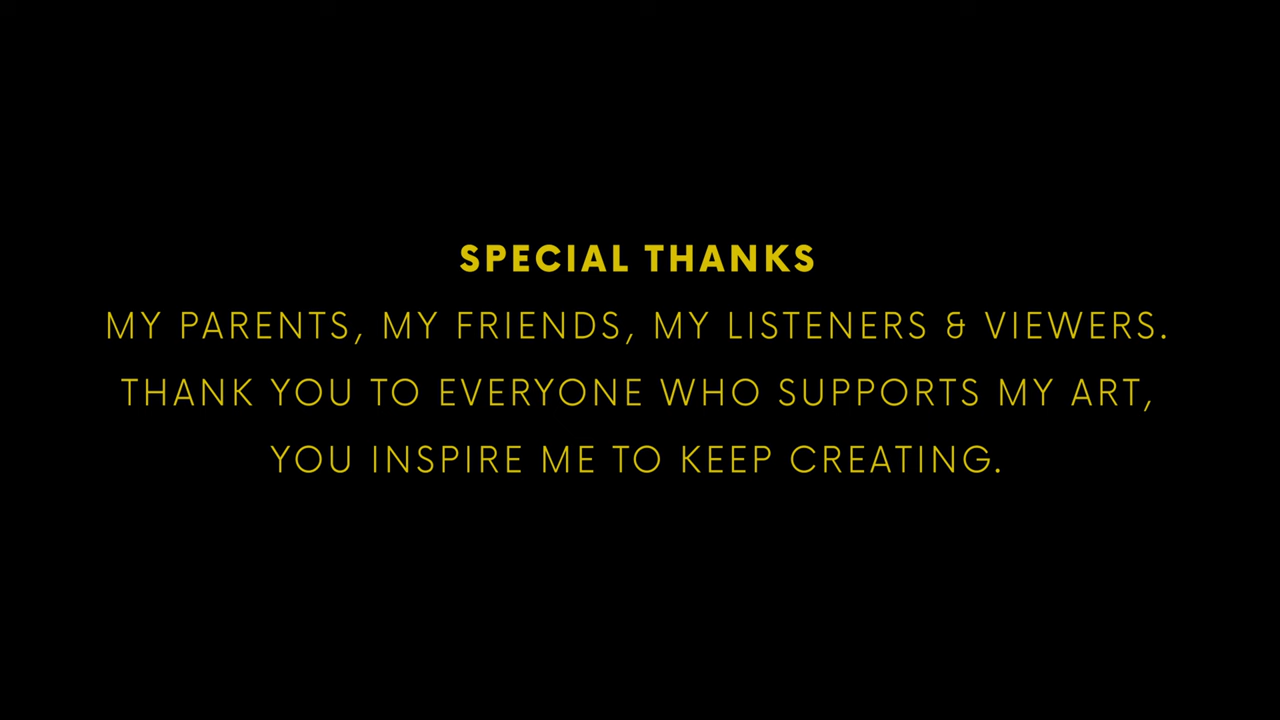 SPECIAL THANKS
MY PARENTS, MY FRIENDS, MY LISTENERS & VIEWERS.
THANK YOU TO EVERYONE WHO SUPPORTS MY ART,
YOU INSPIRE ME TO KEEP CREATING.